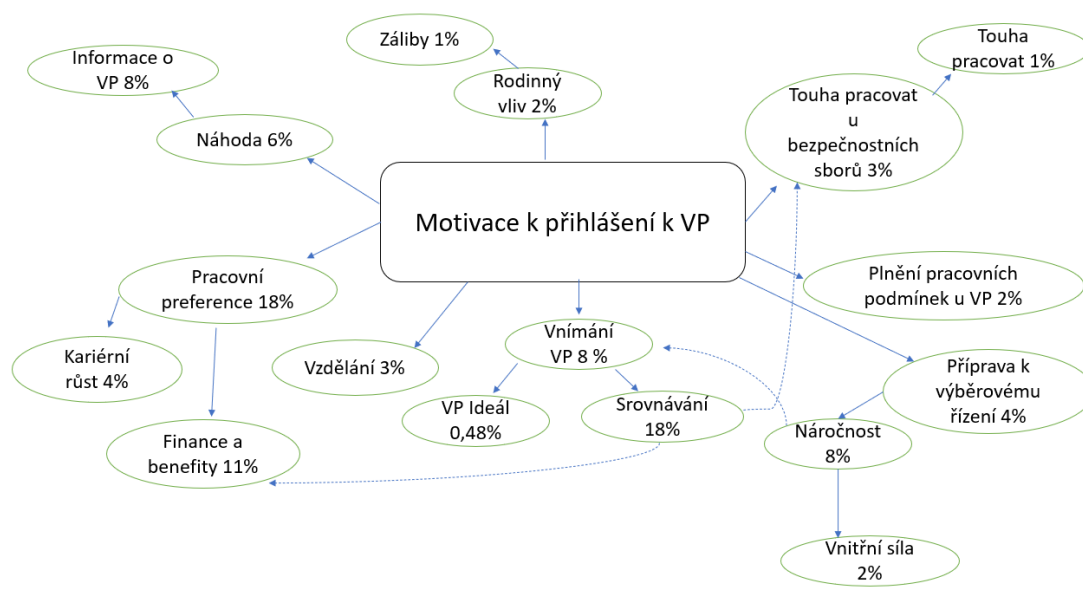 Záliby 1%
Touha
pracovat 1%
Informace o
VP 8%
Rodinný
vliv 2%
Touha pracovat
u
bezpečnostních
sborů 3%
Náhoda 6%
Motivace k přihlášení k VP
Pracovní
preference 18%
Plnění pracovních
podmínek u VP 2%
Vnímání
VP 8 %
Kariérní
růst 4%
Vzdělání 3%
Příprava k
výběrovému
řízení 4%
VP Ideál
0,48%
Srovnávání
18%
Náročnost
8%
Finance a
benefity 11%
Vnitřní síla
2%